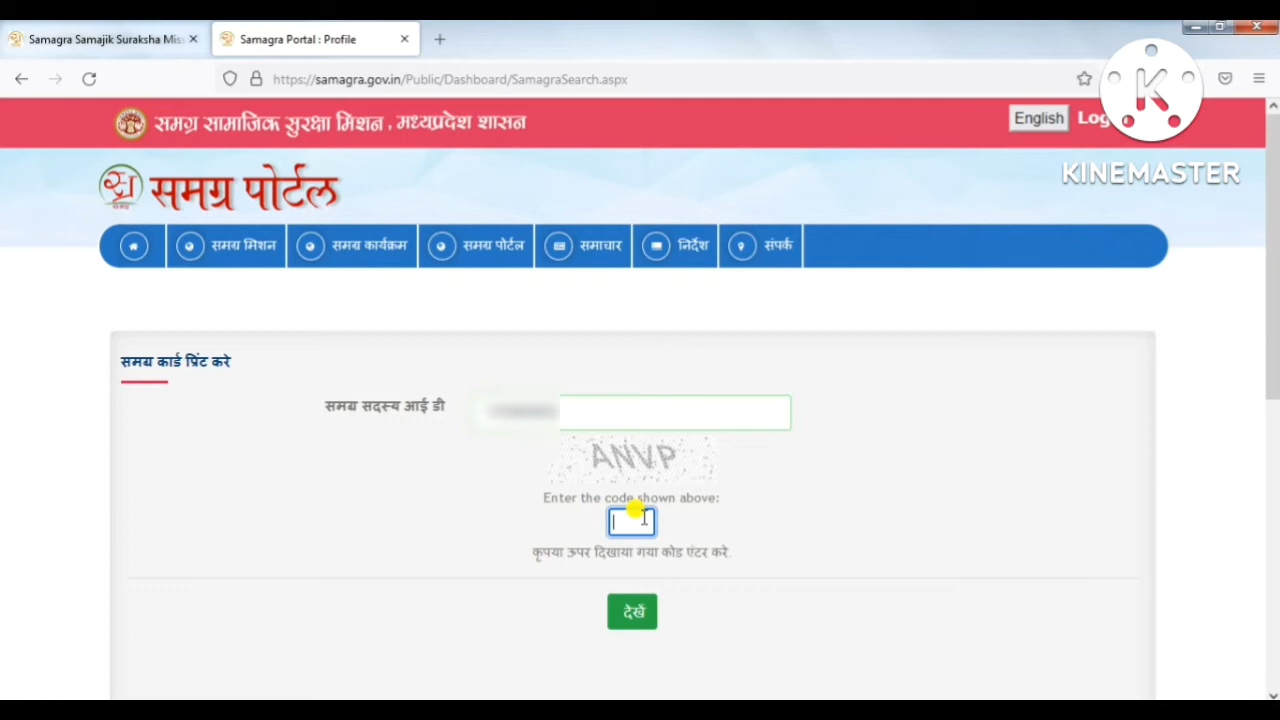 Samagra Samajik Suraksha Mis
Samagra Portal : Profile
https://samagra.gov.in/Public/Dashboard/SamagraSearch.aspx
समग्र सामाजिक सुरक्षा मिशन, मध्यप्रदेश शासन
English
KINEMASTER
समग्र पोर्टल
समग्र मिशन
समग्र कार्यक्रम
समग्र पोर्टल
समाचार
निर्देश
संपर्क
समग्र कार्ड प्रिंट करे
समग्र सदस्य आई डी
ANVP
Enter the code shown above:
कृपया ऊपर दिखाया गया कोड एंटर करे.
देखें